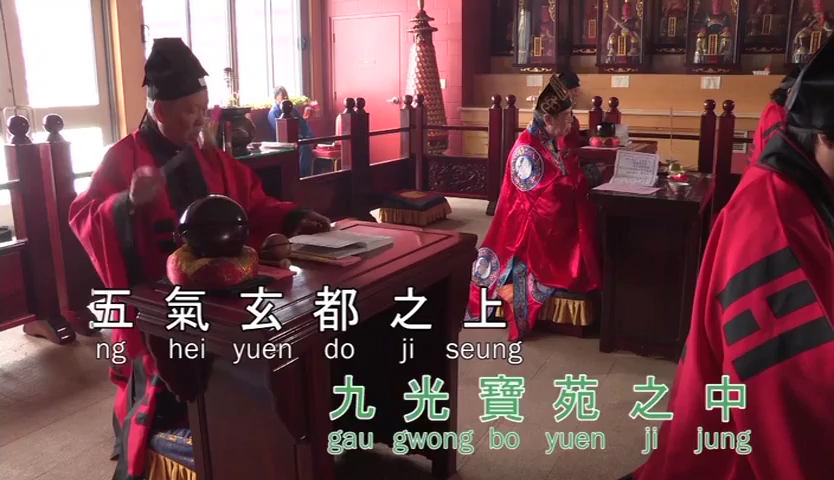 五氣玄都之上
ng hei yuen do ji seung
九光寶苑之中
gau gwong bo yuen ji jung